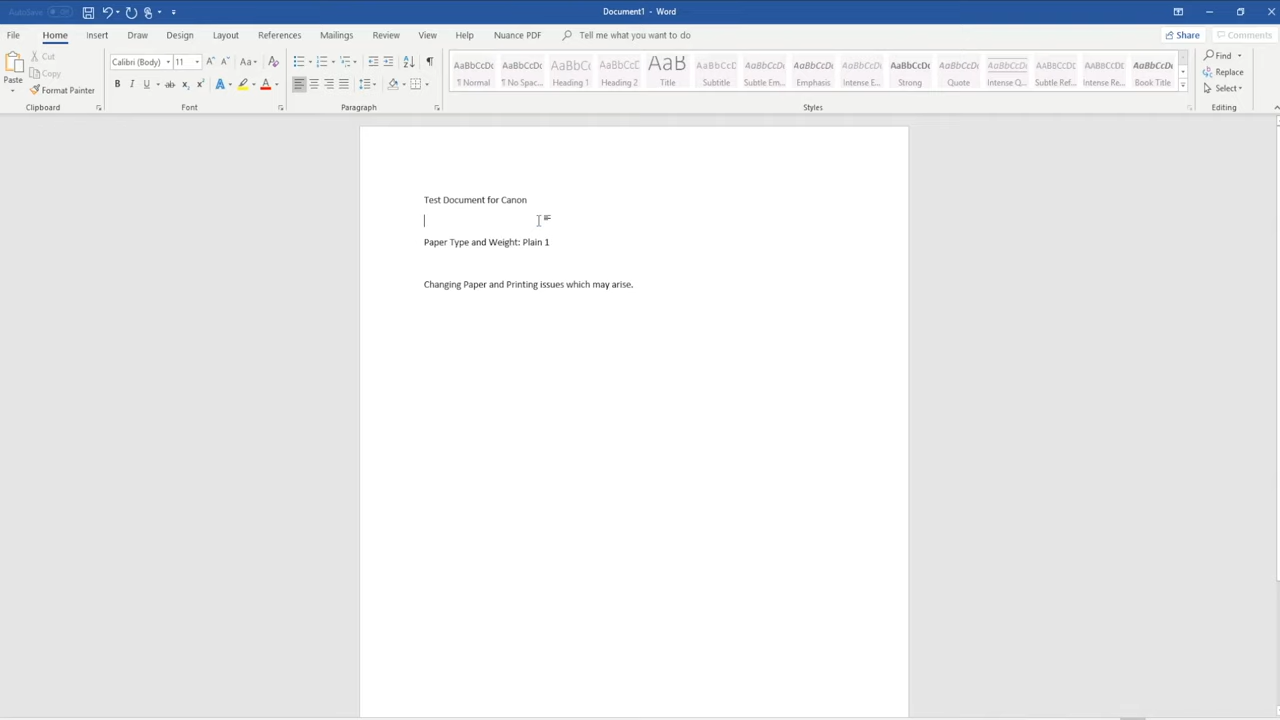 AutoSave Off
Document1 - Word
File Home Insert Draw Design Layout References Mailings Review View Help Nuance PDF Tell me what you want to do Share Comments
Paste
Cut
Copy
Format Painter
Clipboard
Calibri (Body) 11
Font
Paragraph
AaBbCcDc AaBbCcDc AaBbCc AaBbCcC AaB AaBbCcC AaBbCcDc AaBbCcDc AaBbCcDc AaBbCcDc AaBbCcDc AaBbCcDc AaBbCcDc AaBbCcDc AaBbCcDc
¶ Normal ¶ No Spac... Heading 1 Heading 2 Title Subtitle Subtle Em... Emphasis Intense E... Strong Quote Intense Q... Subtle Ref... Intense Re... Book Title
Styles
Find
Replace
Select
Editing
Test Document for Canon
Paper Type and Weight: Plain 1
Changing Paper and Printing issues which may arise.